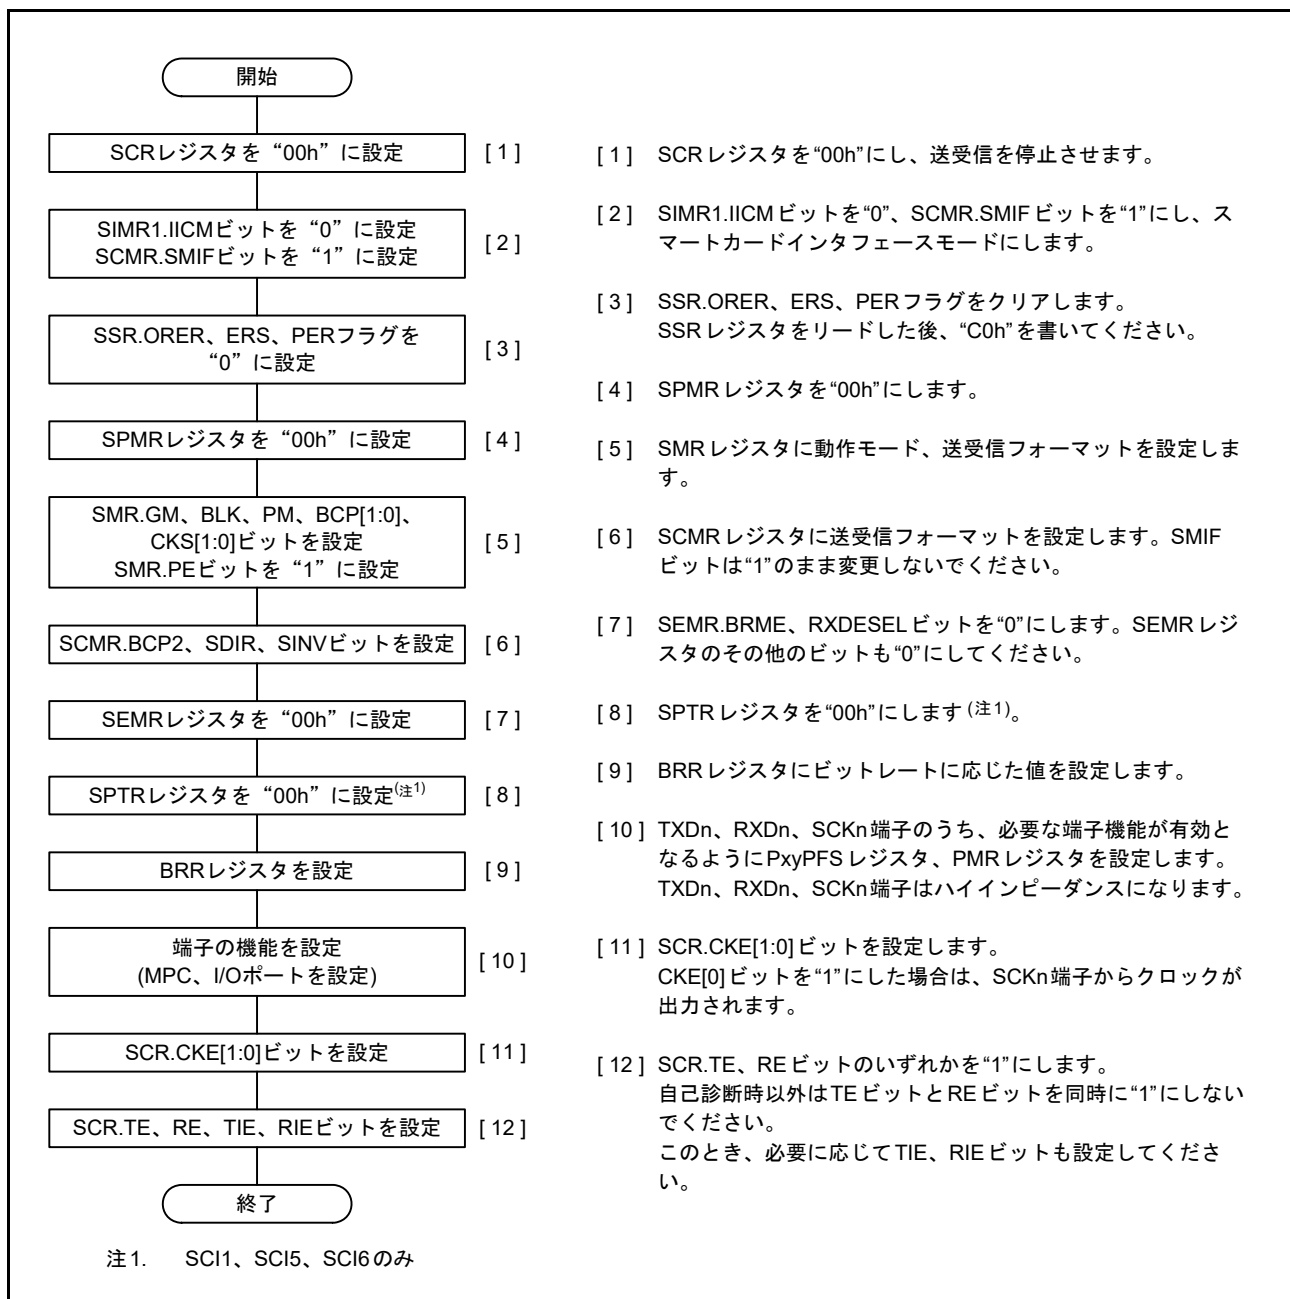 開始
SCRレジスタを“00h”に設定
[ 1 ]
SIMR1.IICMビットを“0”に設定
SCMR.SMIFビットを“1”に設定
[ 2 ]
SSR.ORER、ERS、PERフラグを
“0”に設定
[ 3 ]
SPMRレジスタを“00h”に設定
[ 4 ]
SMR.GM、BLK、PM、BCP[1:0]、
CKS[1:0]ビットを設定
SMR.PEビットを“1”に設定
[ 5 ]
SCMR.BCP2、SDIR、SINVビットを設定
[ 6 ]
SEMRレジスタを“00h”に設定
[ 7 ]
SPTRレジスタを“00h”に設定(注1)
[ 8 ]
BRRレジスタを設定
[ 9 ]
端子の機能を設定
(MPC、I/Oポートを設定)
[ 10 ]
SCR.CKE[1:0]ビットを設定
[ 11 ]
SCR.TE、RE、TIE、RIEビットを設定
[ 12 ]
終了
注1. SCI1、SCI5、SCI6のみ
[ 1 ] SCRレジスタを“00h”にし、送受信を停止させます。
[ 2 ] SIMR1.IICMビットを“0”、SCMR.SMIFビットを“1”にし、ス
マートカードインタフェースモードにします。
[ 3 ] SSR.ORER、ERS、PERフラグをクリアします。
SSRレジスタをリードした後、“C0h”を書いてください。
[ 4 ] SPMRレジスタを“00h”にします。
[ 5 ] SMRレジスタに動作モード、送受信フォーマットを設定しま
す。
[ 6 ] SCMRレジスタに送受信フォーマットを設定します。SMIF
ビットは“1”のまま変更しないでください。
[ 7 ] SEMR.BRME、RXDESELビットを“0”にします。SEMRレジ
スタのその他のビットも“0”にしてください。
[ 8 ] SPTRレジスタを“00h”にします(注1)。
[ 9 ] BRRレジスタにビットレートに応じた値を設定します。
[ 10 ] TXDn、RXDn、SCKn端子のうち、必要な端子機能が有効と
なるようにPxyPFSレジスタ、PMRレジスタを設定します。
TXDn、RXDn、SCKn端子はハイインピーダンスになります。
[ 11 ] SCR.CKE[1:0]ビットを設定します。
CKE[0]ビットを“1”にした場合は、SCKn端子からクロックが
出力されます。
[ 12 ] SCR.TE、REビットのいずれかを“1”にします。
自己診断時以外はTEビットとREビットを同時に“1”にしない
でください。
このとき、必要に応じてTIE、RIEビットも設定してくださ
い。